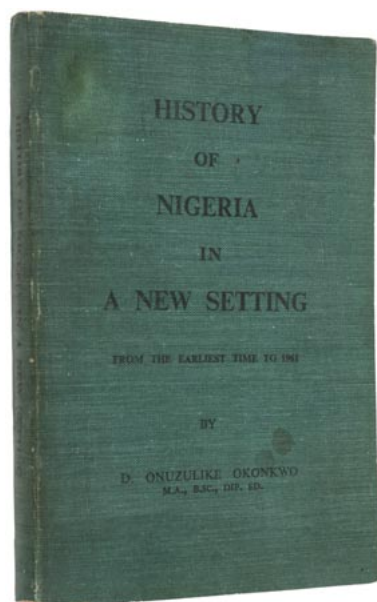 HISTORY
OF
NIGERIA
IN
A NEW SETTING
FROM THE EARLIEST TIME TO 1961
BY
D. ONUZULIKE OKONKWO
M.A., B.SC., DIP. ED.